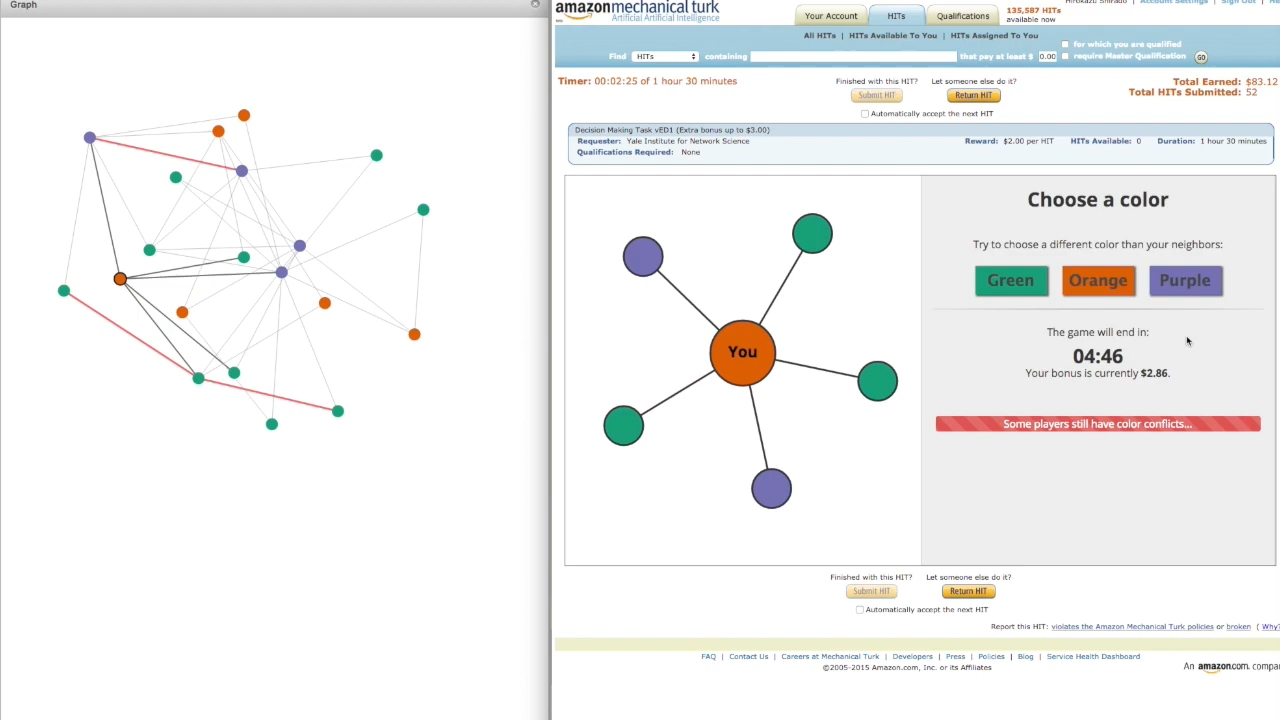 Graph
amazonmechanical turk
Artificial Artificial Intelligence
Your Account
HITs
Qualifications
135,587 HITs
available now
Hirokazu Shirado
Account Settings
Sign Out
All HITs | HITs Available To You | HITs Assigned To You
Find HITs containing that pay at least $ 0.00
for which you are qualified
require Master Qualification
GO
Timer: 00:02:25 of 1 hour 30 minutes
Finished with this HIT?
Let someone else do it?
Submit HIT
Return HIT
Automatically accept the next HIT
Total Earned: $83.12
Total HITs Submitted: 52
Decision Making Task vED1 (Extra bonus up to $3.00)
Requester: Yale Institute for Network Science
Reward: $2.00 per HIT
HITs Available: 0
Duration: 1 hour 30 minutes
Qualifications Required: None
You
Choose a color
Try to choose a different color than your neighbors:
Green
Orange
Purple
The game will end in:
04:46
Your bonus is currently $2.86.
Some players still have color conflicts...
Finished with this HIT?
Let someone else do it?
Submit HIT
Return HIT
Automatically accept the next HIT
Report this HIT: violates the Amazon Mechanical Turk policies or broken ( Why?
FAQ | Contact Us | Careers at Mechanical Turk | Developers | Press | Policies | Blog | Service Health Dashboard
©2005-2015 Amazon.com, Inc. or its Affiliates
An amazon.com. compa